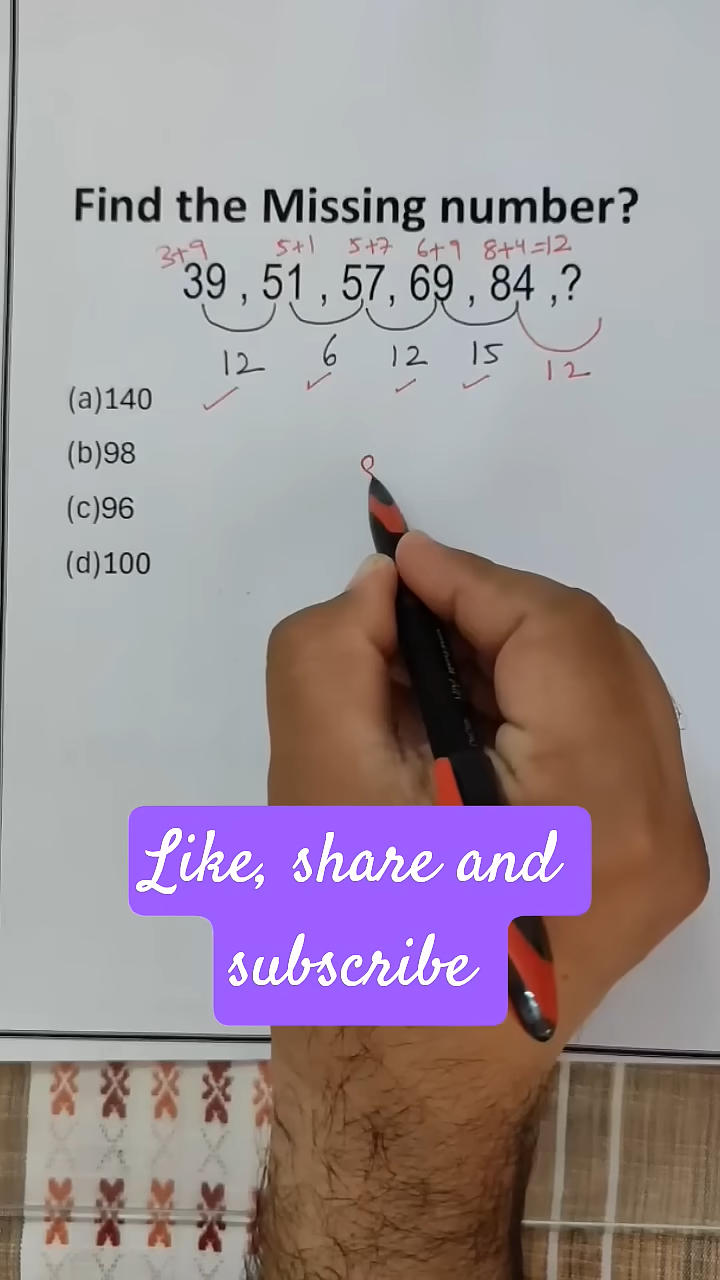 Find the Missing number?
3+9 5+1 5+7 6+9 8+4=12
39 , 51 , 57, 69 , 84 ,?
12 6 12 15 12
(a)140
(b)98
(c)96
(d)100
Like, share and
subscribe